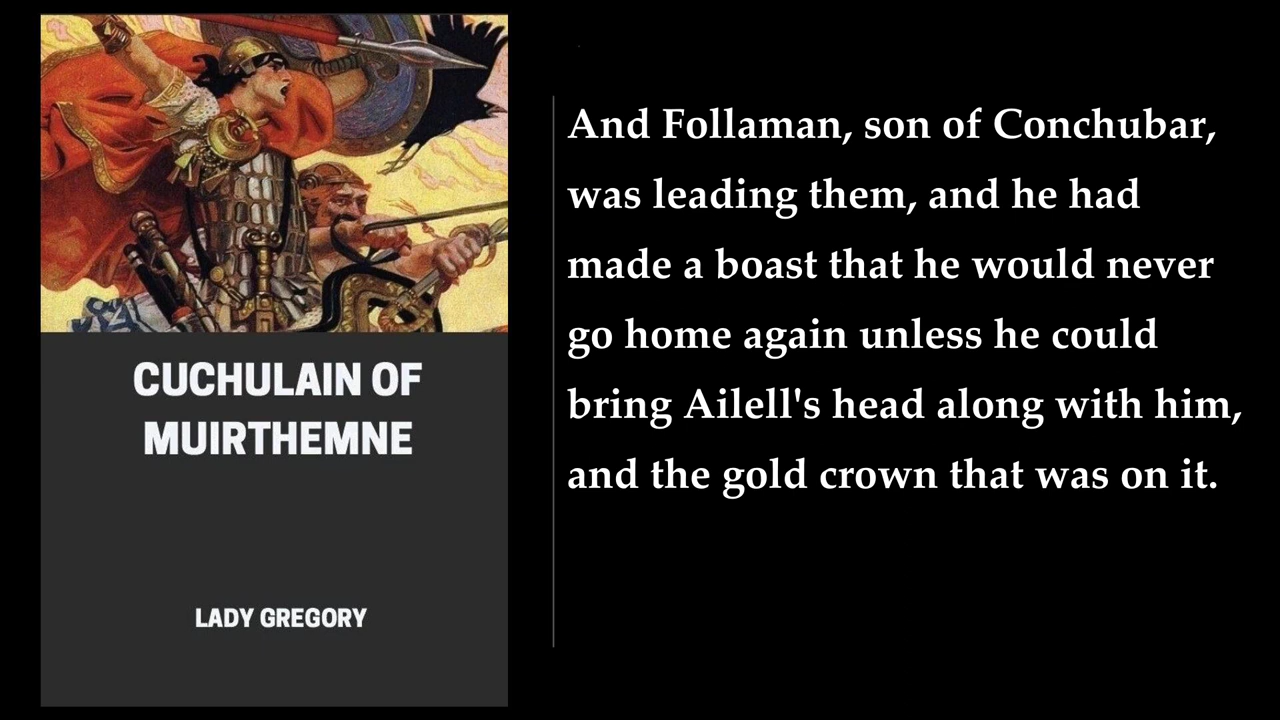 CUCHULAIN OF
MUIRTHEMNE
LADY GREGORY
And Follaman, son of Conchubar,
was leading them, and he had
made a boast that he would never
go home again unless he could
bring Ailell's head along with him,
and the gold crown that was on it.